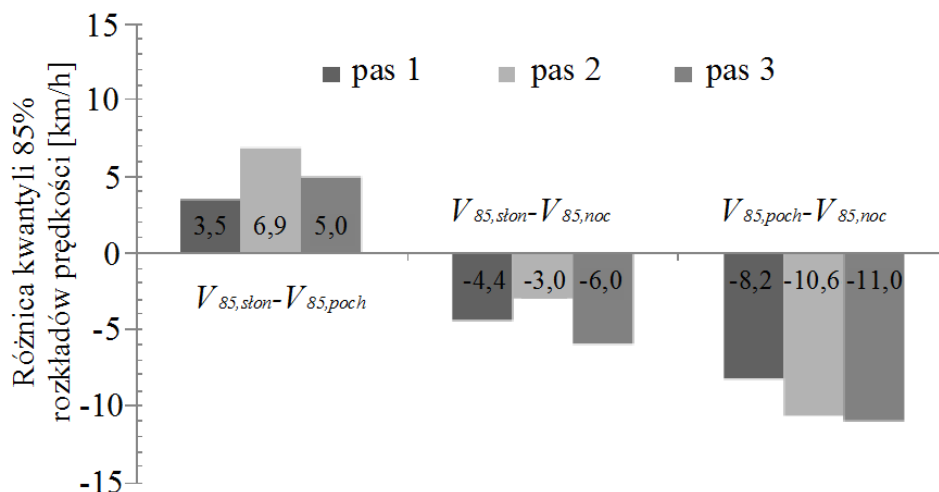 Różnica kwantyli 85%
rozkładów prędkości [km/h]
15
10
5
0
-5
-10
-15
pas 1 pas 2 pas 3
3,5 6,9 5,0
V85,słon-V85,poch
V85,słon-V85,noc
-4,4 -3,0 -6,0
V85,poch-V85,noc
-8,2 -10,6 -11,0